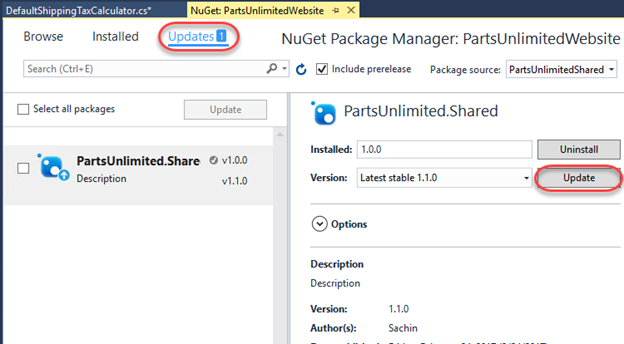 DefaultShippingTaxCalculator.cs*
NuGet: PartsUnlimitedWebsite
Browse Installed Updates 1
NuGet Package Manager: PartsUnlimitedWebsite
Search (Ctrl+E)
Include prerelease
Package source: PartsUnlimitedShared
Select all packages
Update
PartsUnlimited.Share v1.0.0
Description v1.1.0
PartsUnlimited.Shared
Installed: 1.0.0 Uninstall
Version: Latest stable 1.1.0 Update
Options
Description
Description
Version: 1.1.0
Author(s): Sachin